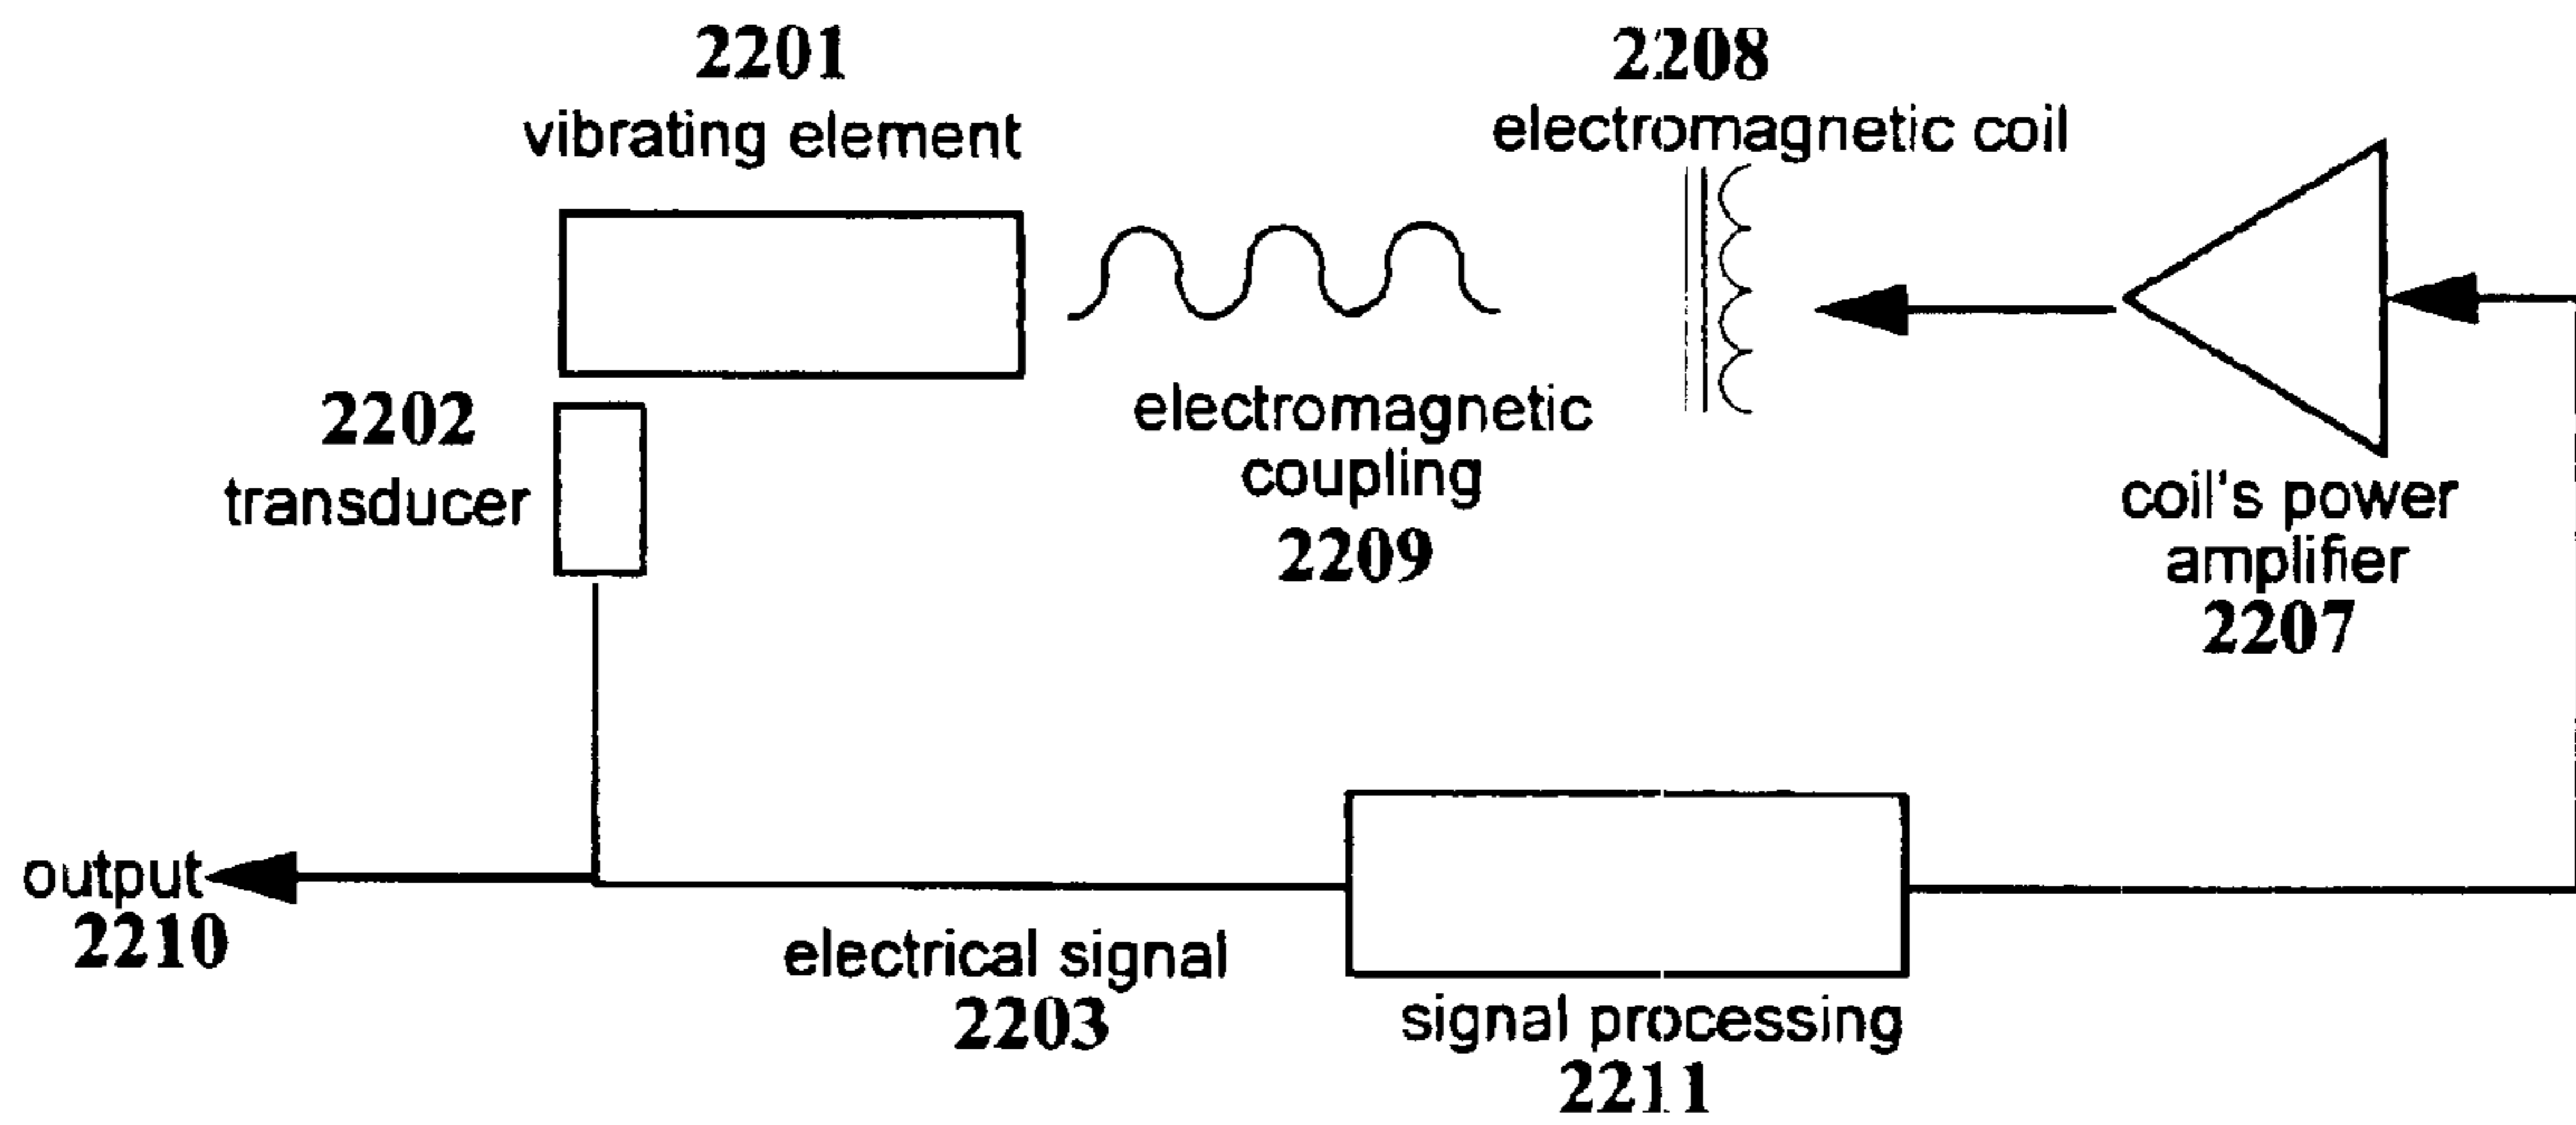 2201
vibrating element
2208
electromagnetic coil
2202
transducer
electromagnetic
coupling
2209
coil's power
amplifier
2207
output
2210
electrical signal
2203
signal processing
2211